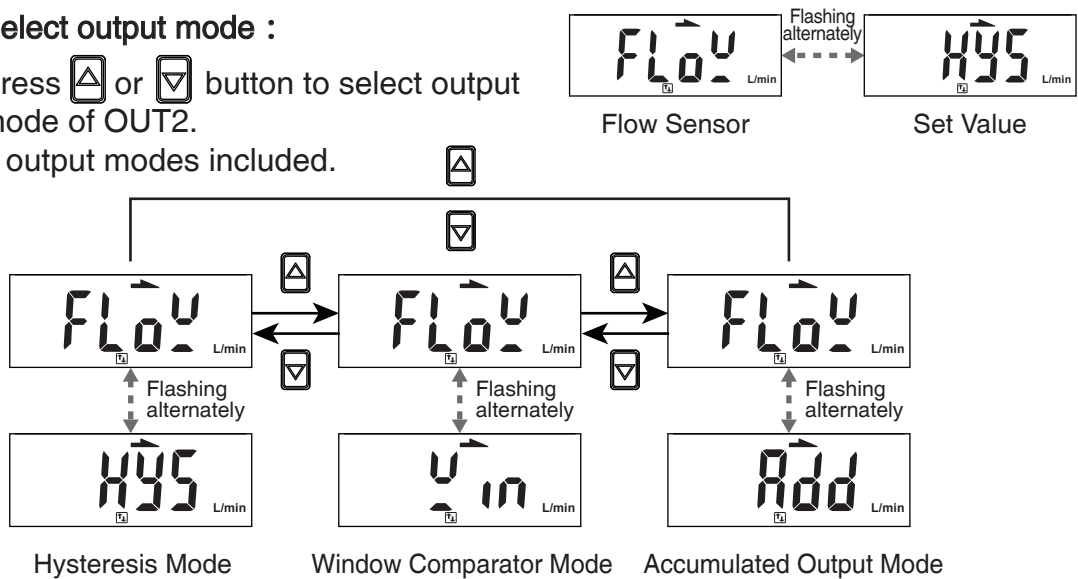 elect output mode：
ress or button to select output
ode of OUT2.
output modes included.
Flashing
alternately
FLow L/min
HYS L/min
Flow Sensor
Set Value
FLow L/min
FLow L/min
FLow L/min
Flashing
alternately
Flashing
alternately
Flashing
alternately
HYS L/min
Win L/min
Add L/min
Hysteresis Mode
Window Comparator Mode
Accumulated Output Mode